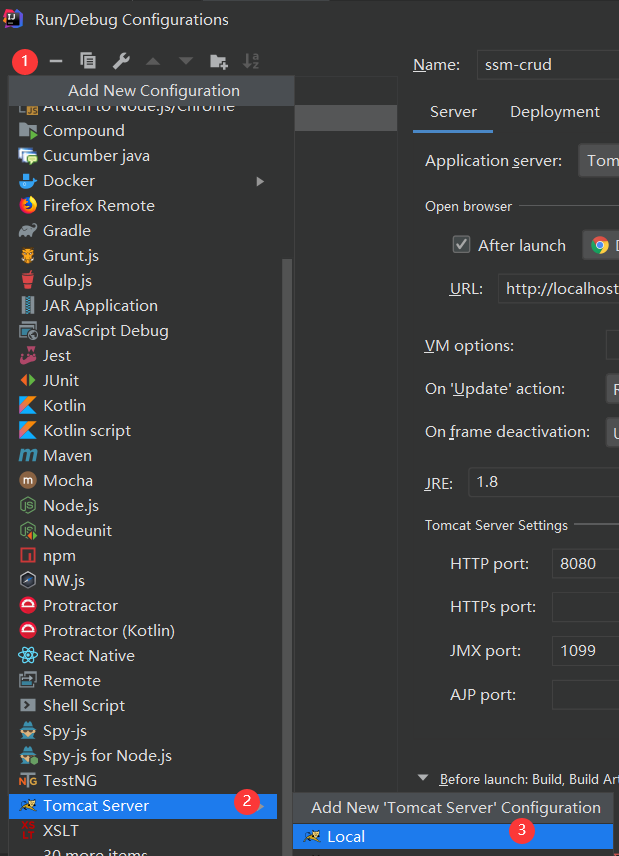 Run/Debug Configurations
1
Add New Configuration
Attach to Node.js/Chrome
Compound
Cucumber java
Docker
Firefox Remote
Gradle
Grunt.js
Gulp.js
JAR Application
JavaScript Debug
Jest
JUnit
Kotlin
Kotlin script
Maven
Mocha
Node.js
Nodeunit
npm
NW.js
Protractor
Protractor (Kotlin)
React Native
Remote
Shell Script
Spy-js
Spy-js for Node.js
TestNG
Tomcat Server 2
XSLT
30 more items
Add New 'Tomcat Server' Configuration
Local 3
Name: ssm-crud
Server Deployment
Application server: Tom
Open browser
After launch D
URL: http://localhost
VM options:
On 'Update' action: R
On frame deactivation: U
JRE: 1.8
Tomcat Server Settings
HTTP port: 8080
HTTPs port:
JMX port: 1099
AJP port:
Before launch: Build, Build Art